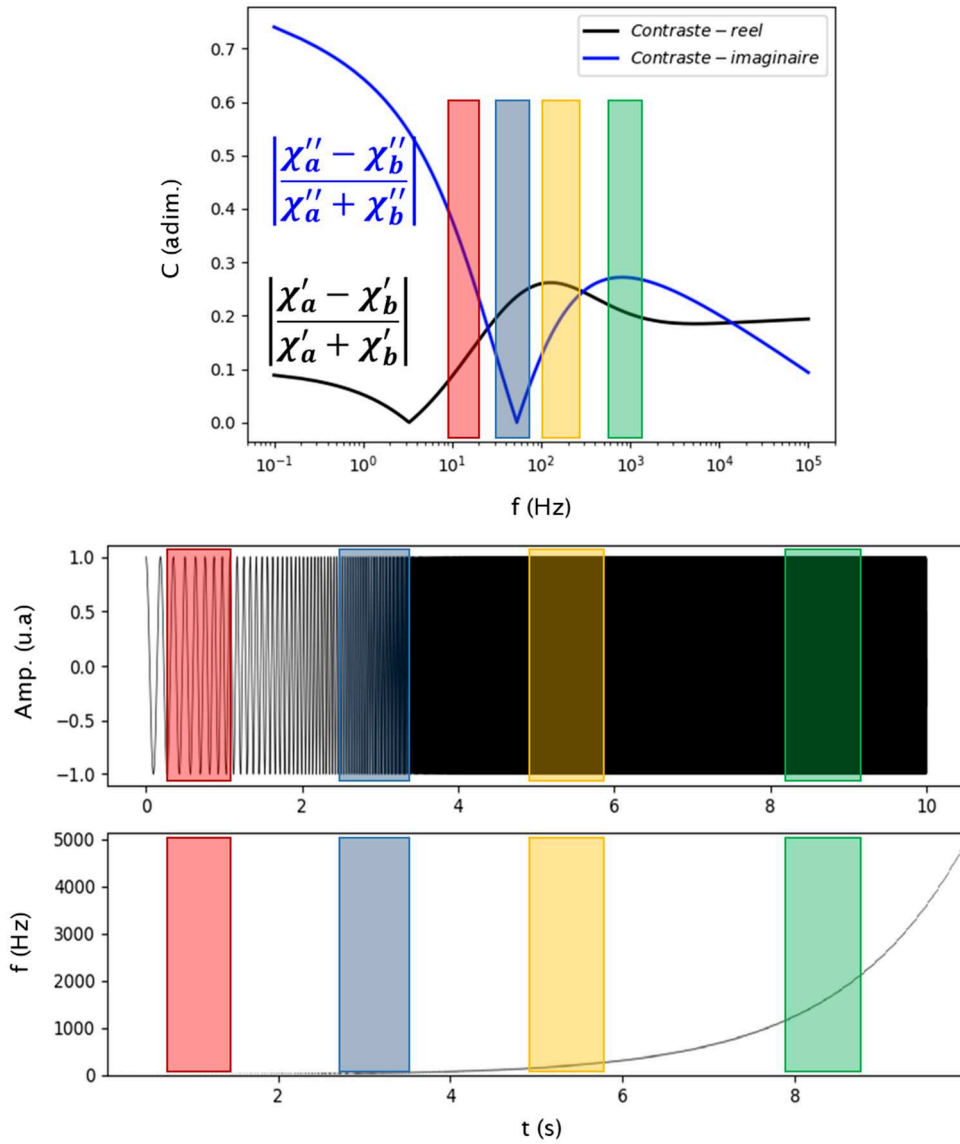 0.7
0.6
0.5
0.4
0.3
0.2
0.1
0.0
C (adim.)
Contraste − reel
Contraste − imaginaire
|χ''a − χ''b / χ''a + χ''b|
|χ'a − χ'b / χ'a + χ'b|
10⁻¹ 10⁰ 10¹ 10² 10³ 10⁴ 10⁵
f (Hz)
1.0
0.5
0.0
−0.5
−1.0
Amp. (u.a)
0 2 4 6 8 10
5000
4000
3000
2000
1000
0
f (Hz)
2 4 6 8
t (s)